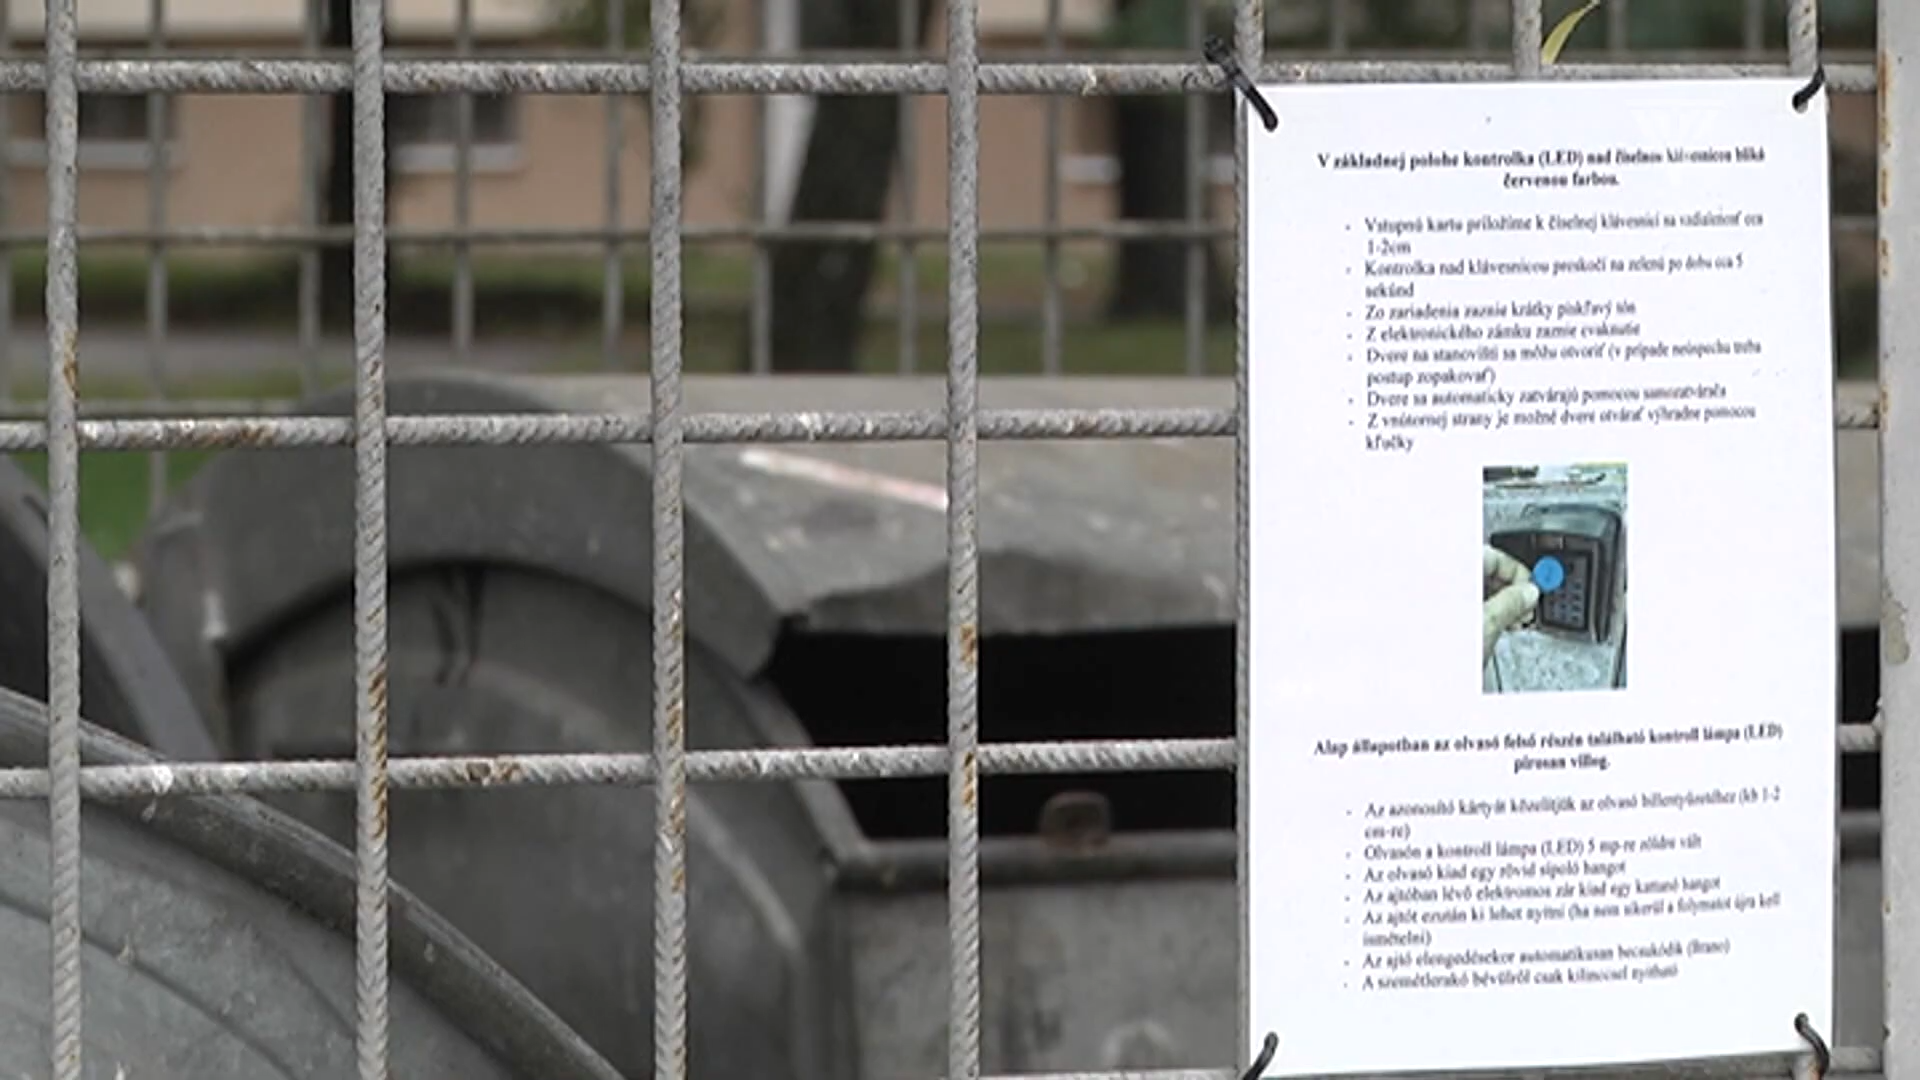 V základnej polohe kontrolka (LED) nad číselnou klávesnicou bliká
červenou farbou.
- Vstupnú kartu priložíme k číselnej klávesnici na vzdialenosť cca
1-2cm
- Kontrolka nad klávesnicou preskočí na zelenú po dobu cca 5
sekúnd
- Zo zariadenia zaznie krátky pískľavý tón
- Z elektronického zámku zaznie cvaknutie
- Dvere na stanovišti sa môžu otvoriť (v prípade neúspechu treba
postup zopakovať)
- Dvere sa automaticky zatvárajú pomocou samozatvárača
- Z vnútornej strany je možné dvere otvárať výhradne pomocou
kľučky
Alap állapotban az olvasó felső részén található kontroll lámpa (LED)
pirosan villog.
- Az azonosító kártyát közelítjük az olvasó billentyűzetéhez (kb 1-2
cm-re)
- Olvasón a kontroll lámpa (LED) 5 mp-re zöldre vált
- Az olvasó kiad egy rövid sípoló hangot
- Az ajtóban lévő elektromos zár kiad egy kattanó hangot
- Az ajtót ezután ki lehet nyitni (ha nem sikerül a folymatot újra kell
ismételni)
- Az ajtó elengedésekor automatikusan becsukódik (Brano)
- A szemétlerakó bévülről csak kilinccsel nyitható